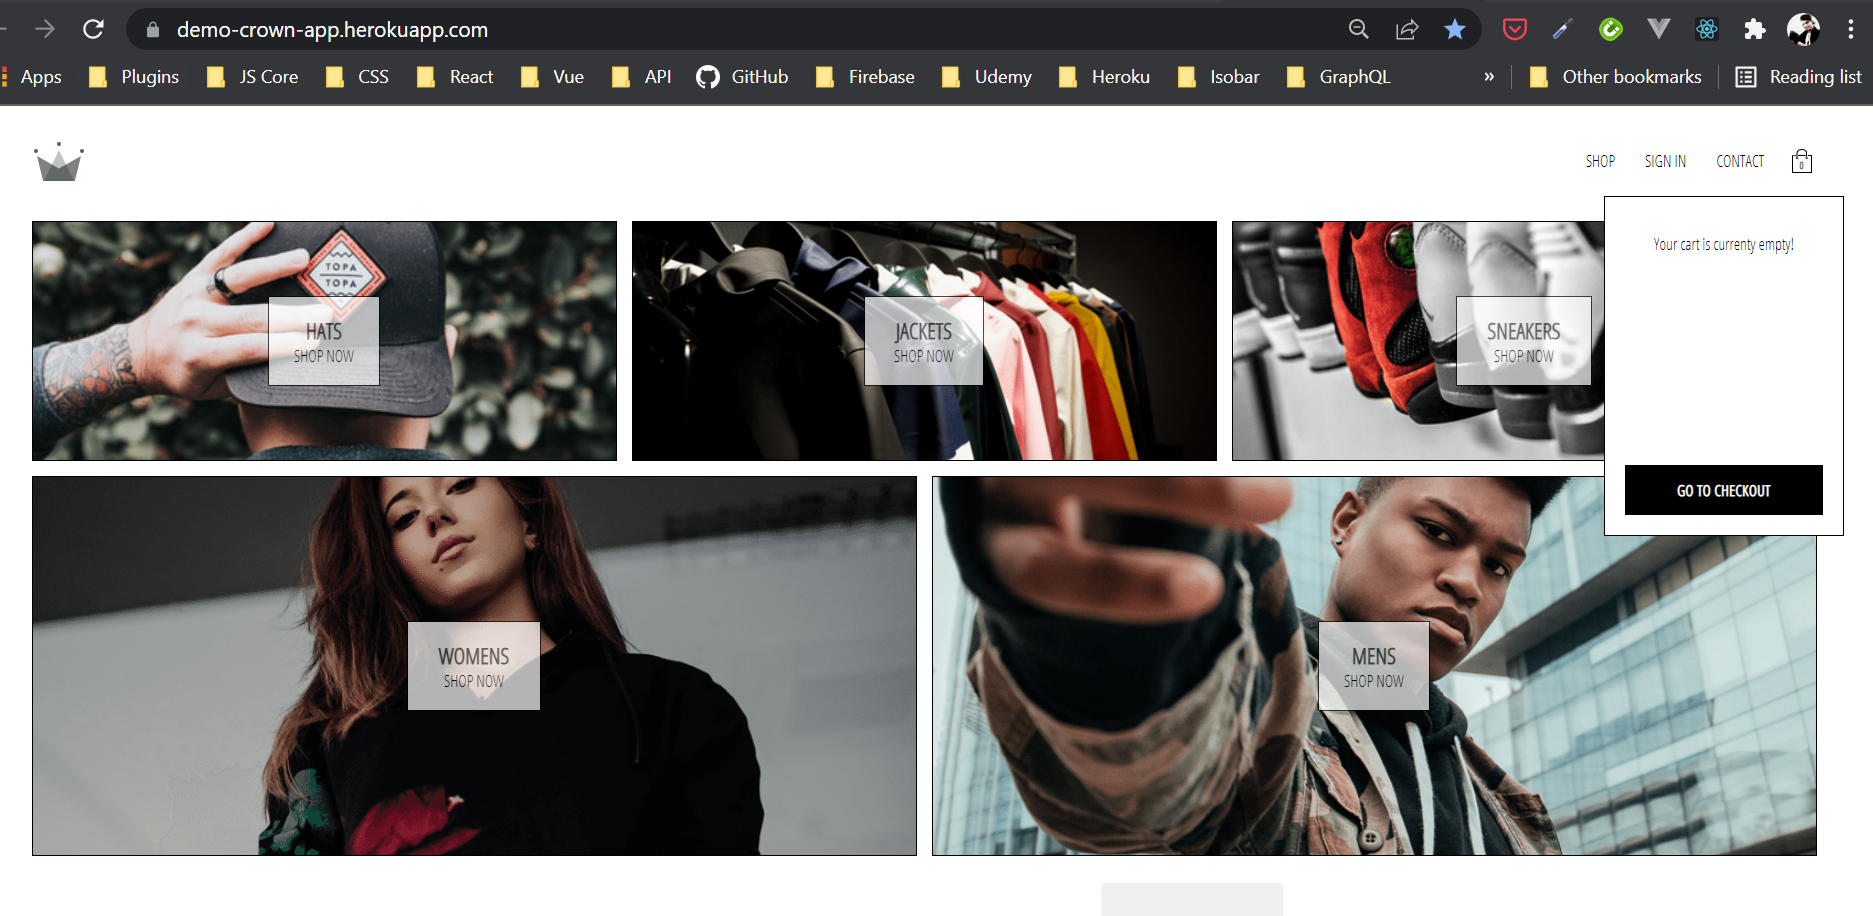 demo-crown-app.herokuapp.com
Apps Plugins JS Core CSS React Vue API GitHub Firebase Udemy Heroku Isobar GraphQL » Other bookmarks Reading list
SHOP SIGN IN CONTACT 0
Your cart is currenty empty!
GO TO CHECKOUT
TOPA
TOPA
HATS
SHOP NOW
JACKETS
SHOP NOW
SNEAKERS
SHOP NOW
WOMENS
SHOP NOW
MENS
SHOP NOW